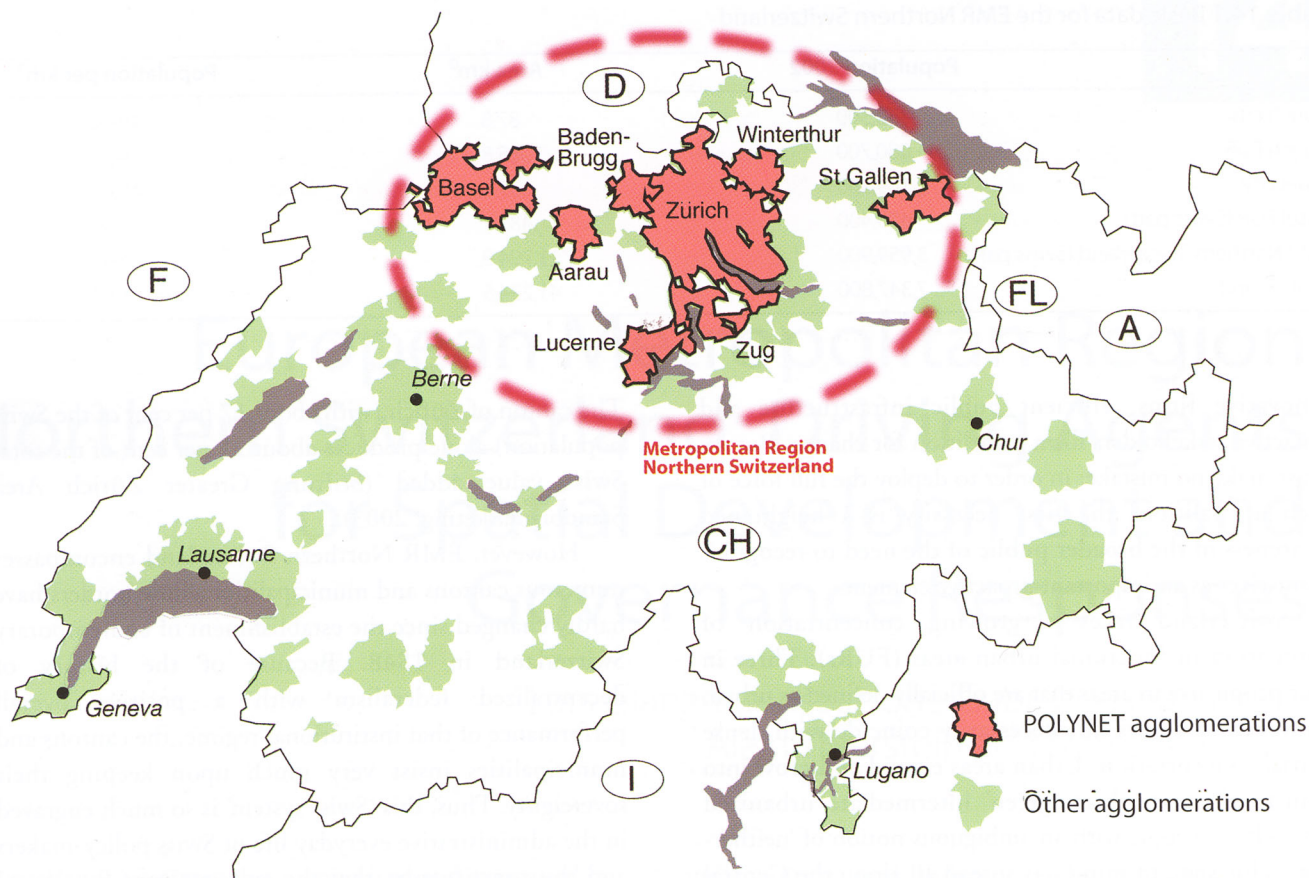 D
Baden-
Brugg
Winterthur
St.Gallen
Basel
Zürich
Aarau
F
FL
A
Lucerne
Zug
Berne
Metropolitan Region
Northern Switzerland
Chur
CH
Lausanne
Geneva
I
Lugano
POLYNET agglomerations
Other agglomerations